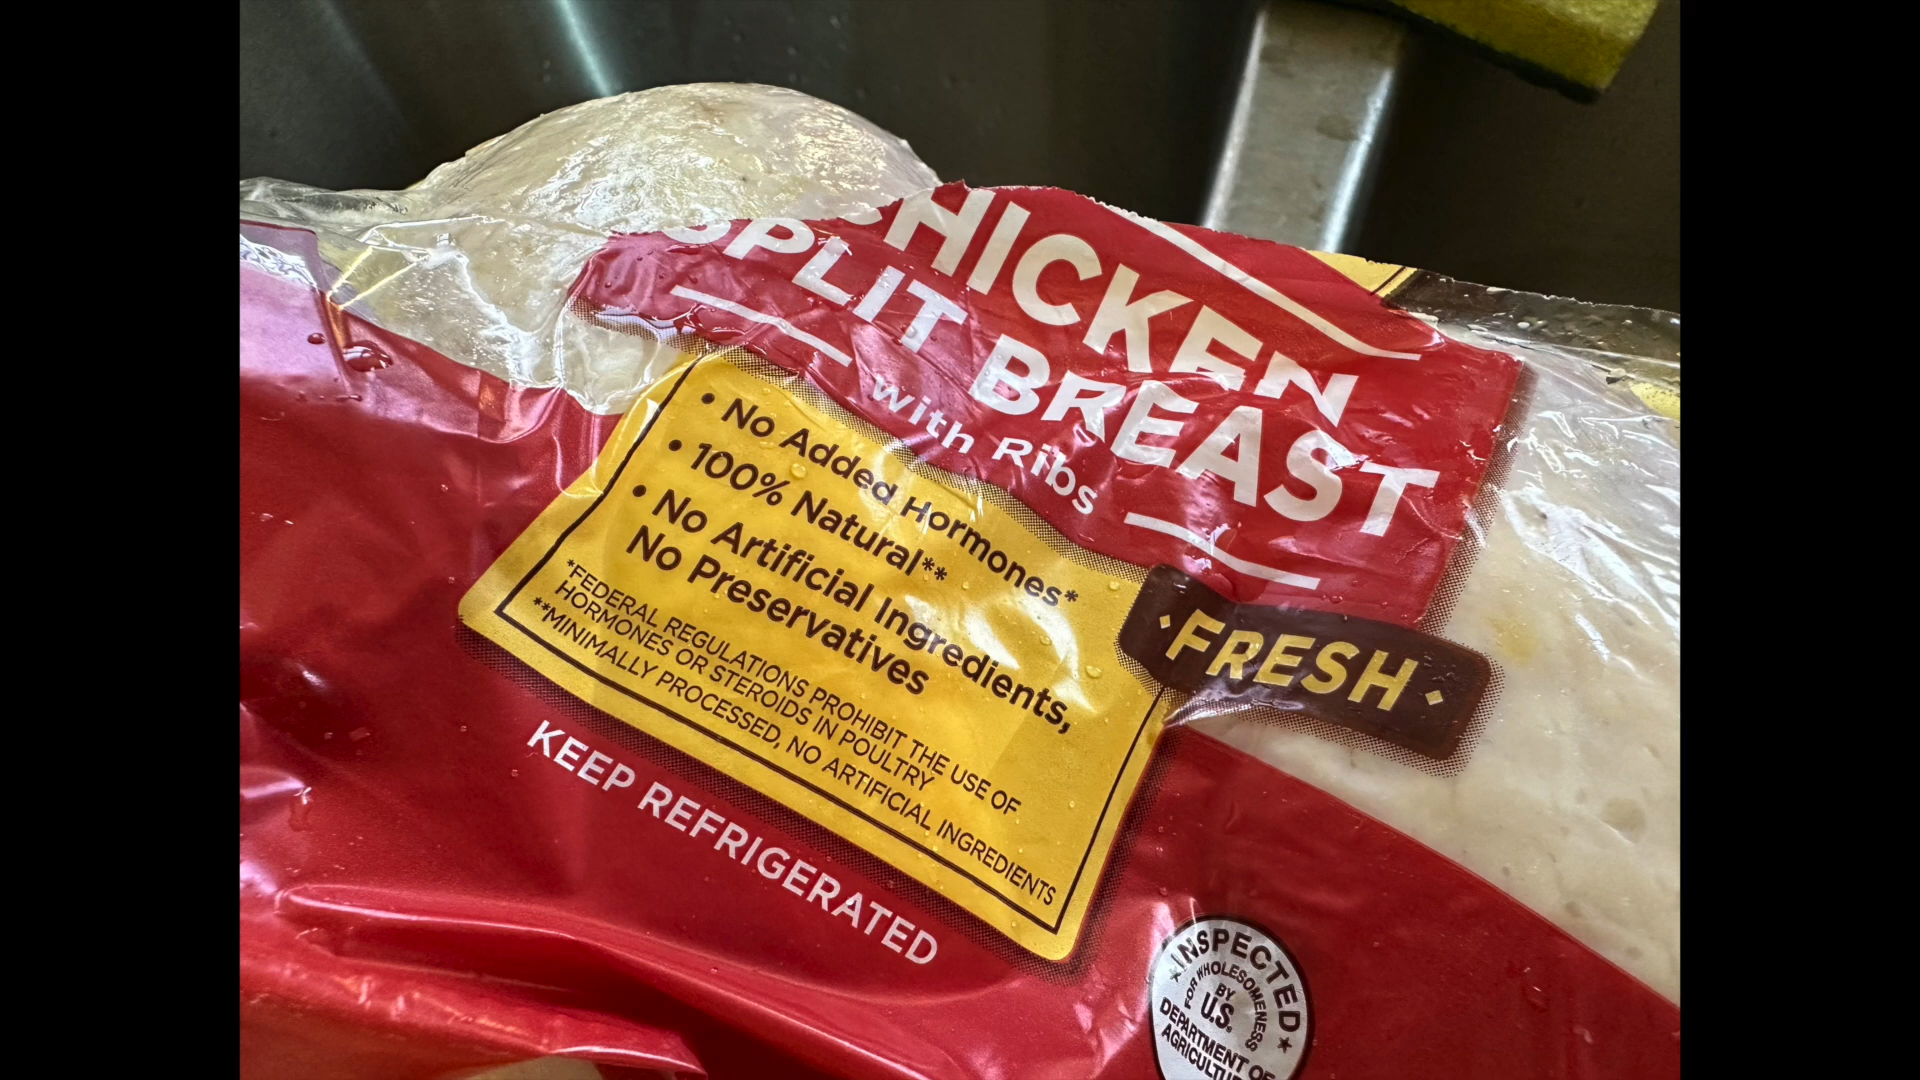 CHICKEN
SPLIT BREAST
with Ribs
• No Added Hormones*
• 100% Natural**
• No Artificial Ingredients,
No Preservatives
*FEDERAL REGULATIONS PROHIBIT THE USE OF
HORMONES OR STEROIDS IN POULTRY
**MINIMALLY PROCESSED, NO ARTIFICIAL INGREDIENTS
FRESH
KEEP REFRIGERATED
INSPECTED
FOR WHOLESOMENESS
BY
U.S.
DEPARTMENT OF
AGRICULTU